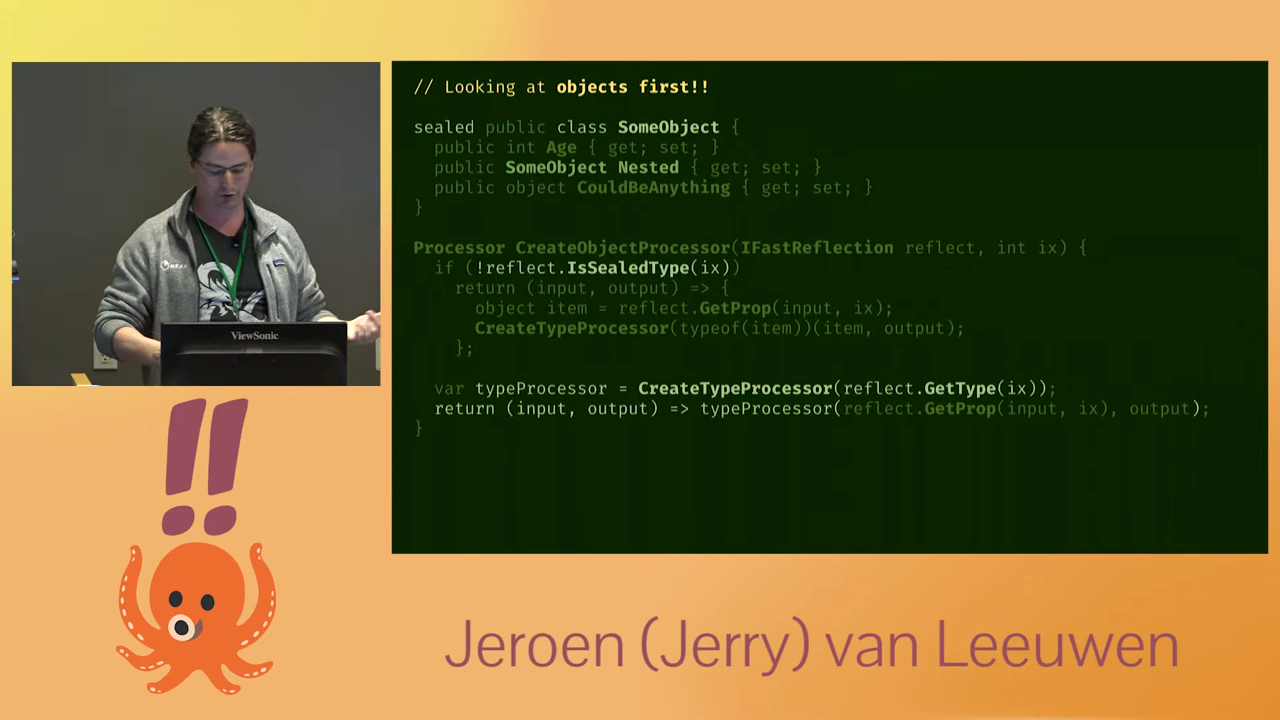 // Looking at objects first!!
sealed public class SomeObject {
public int Age { get; set; }
public SomeObject Nested { get; set; }
public object CouldBeAnything { get; set; }
}
Processor CreateObjectProcessor(IFastReflection reflect, int ix) {
if (!reflect.IsSealedType(ix))
return (input, output) => {
object item = reflect.GetProp(input, ix);
CreateTypeProcessor(typeof(item))(item, output);
};
var typeProcessor = CreateTypeProcessor(reflect.GetType(ix));
return (input, output) => typeProcessor(reflect.GetProp(input, ix), output);
}
ViewSonic
!!
Jeroen (Jerry) van Leeuwen